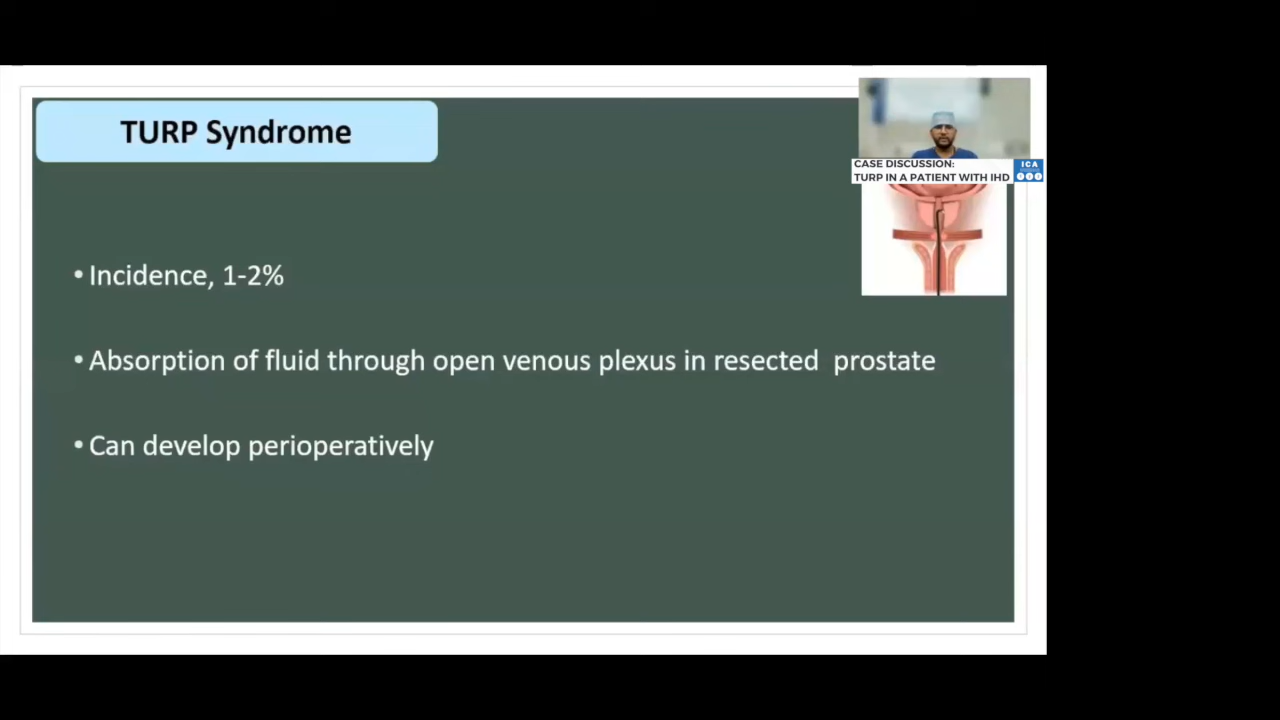 TURP Syndrome
CASE DISCUSSION:
TURP IN A PATIENT WITH IHD
ICA
• Incidence, 1-2%
• Absorption of fluid through open venous plexus in resected  prostate
• Can develop perioperatively